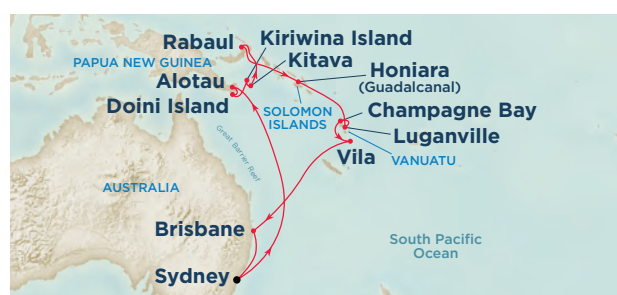 Rabaul
Kiriwina Island
Kitava
PAPUA NEW GUINEA
Alotau
Doini Island
Honiara
(Guadalcanal)
SOLOMON
ISLANDS
Champagne Bay
Luganville
Vila
VANUATU
Great Barrier Reef
AUSTRALIA
Brisbane
South Pacific
Ocean
Sydney